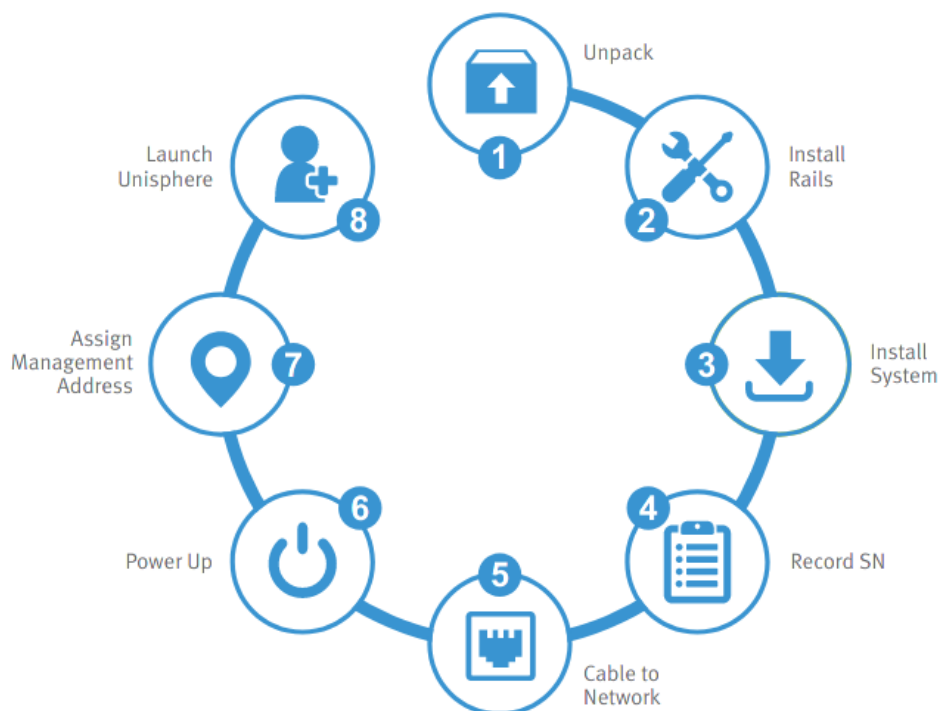 Unpack
1
Install
Rails
2
Install
System
3
Record SN
4
Cable to
Network
5
Power Up
6
Assign
Management
Address
7
Launch
Unisphere
8